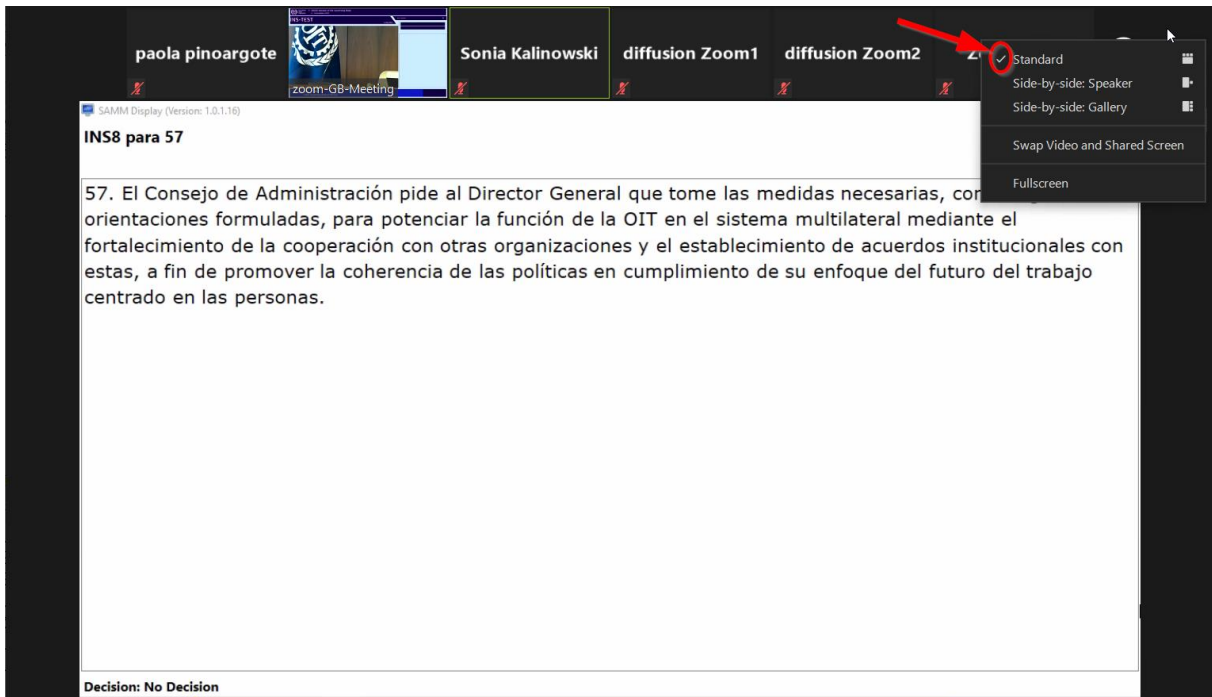 INS-TEST
paola pinoargote
zoom-GB-Meeting
Sonia Kalinowski
diffusion Zoom1
diffusion Zoom2
Standard
Side-by-side: Speaker
Side-by-side: Gallery
Swap Video and Shared Screen
Fullscreen
SAMM Display (Version: 1.0.1.16)
INS8 para 57
57. El Consejo de Administración pide al Director General que tome las medidas necesarias,
orientaciones formuladas, para potenciar la función de la OIT en el sistema multilateral mediante el
fortalecimiento de la cooperación con otras organizaciones y el establecimiento de acuerdos institucionales con
estas, a fin de promover la coherencia de las políticas en cumplimiento de su enfoque del futuro del trabajo
centrado en las personas.
Decision: No Decision